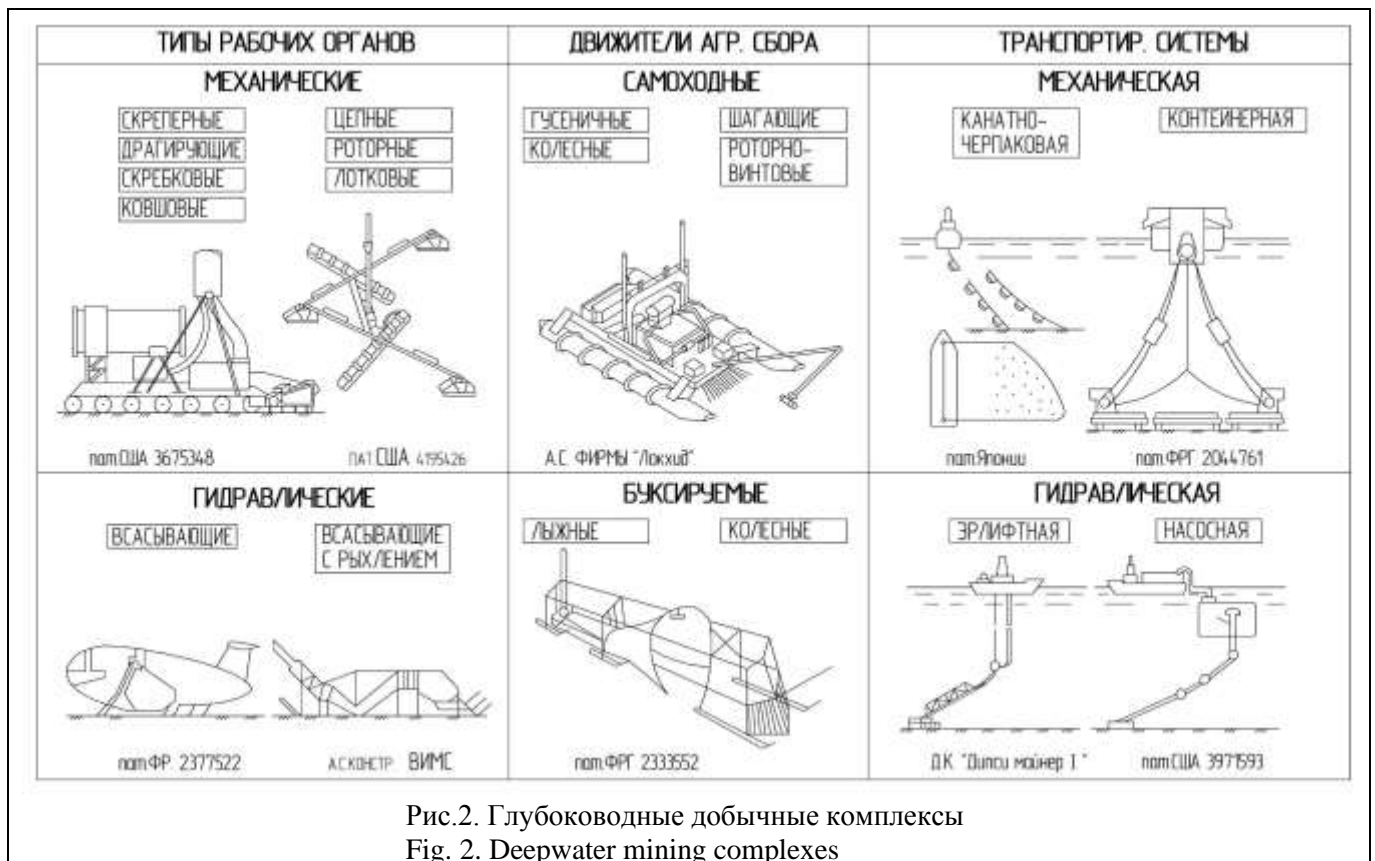 ТИПЫ РАБОЧИХ ОРГАНОВ
ДВИЖИТЕЛИ АГР. СБОРА
ТРАНСПОРТИР. СИСТЕМЫ
МЕХАНИЧЕСКИЕ
СКРЕПЕРНЫЕ
ДРАГИРУЮЩИЕ
СКРЕБКОВЫЕ
КОВШОВЫЕ
ЦЕПНЫЕ
РОТОРНЫЕ
ЛОТКОВЫЕ
пат.США 3675348
ПАТ США 4195426
САМОХОДНЫЕ
ГУСЕНИЧНЫЕ
КОЛЕСНЫЕ
ШАГАЮЩИЕ
РОТОРНО-
ВИНТОВЫЕ
А.С. ФИРМЫ "Локхид"
МЕХАНИЧЕСКАЯ
КАНАТНО-
ЧЕРПАКОВАЯ
КОНТЕЙНЕРНАЯ
пат.Японии
пат.ФРГ 2044761
ГИДРАВЛИЧЕСКИЕ
ВСАСЫВАЮЩИЕ
ВСАСЫВАЮЩИЕ
С РЫХЛЕНИЕМ
пат.ФР. 2377522
А.С.КОНСТР. ВИМС
БУКСИРУЕМЫЕ
ЛЫЖНЫЕ
КОЛЕСНЫЕ
пат.ФРГ 2333552
ГИДРАВЛИЧЕСКАЯ
ЭРЛИФТНАЯ
НАСОСНАЯ
Д.К. "Дипси майнер I "
пат.США 3971593
Рис.2. Глубоководные добычные комплексы
Fig. 2. Deepwater mining complexes